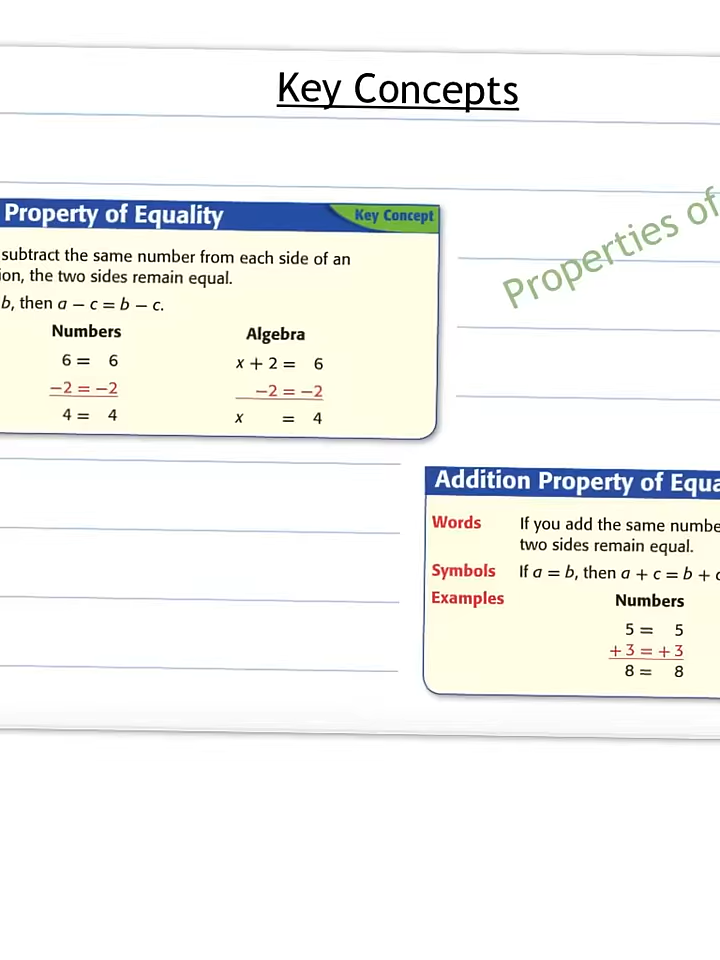 Key Concepts
Property of Equality
Key Concept
subtract the same number from each side of an
ion, the two sides remain equal.
b, then a − c = b − c.
Numbers
Algebra
6 = 6
x + 2 = 6
−2 = −2
−2 = −2
4 = 4
x = 4
Properties of
Addition Property of Equa
Words If you add the same numbe
two sides remain equal.
Symbols If a = b, then a + c = b + c
Examples
Numbers
5 = 5
+ 3 = + 3
8 = 8